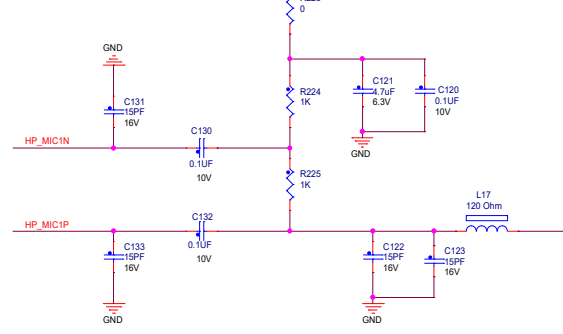 0
GND
C131
15PF
16V
R224
1K
C121
4.7uF
6.3V
C120
0.1UF
10V
GND
HP_MIC1N
C130
0.1UF
10V
R225
1K
L17
120 Ohm
HP_MIC1P
C132
0.1UF
10V
C133
15PF
16V
C122
15PF
16V
C123
15PF
16V
GND
GND